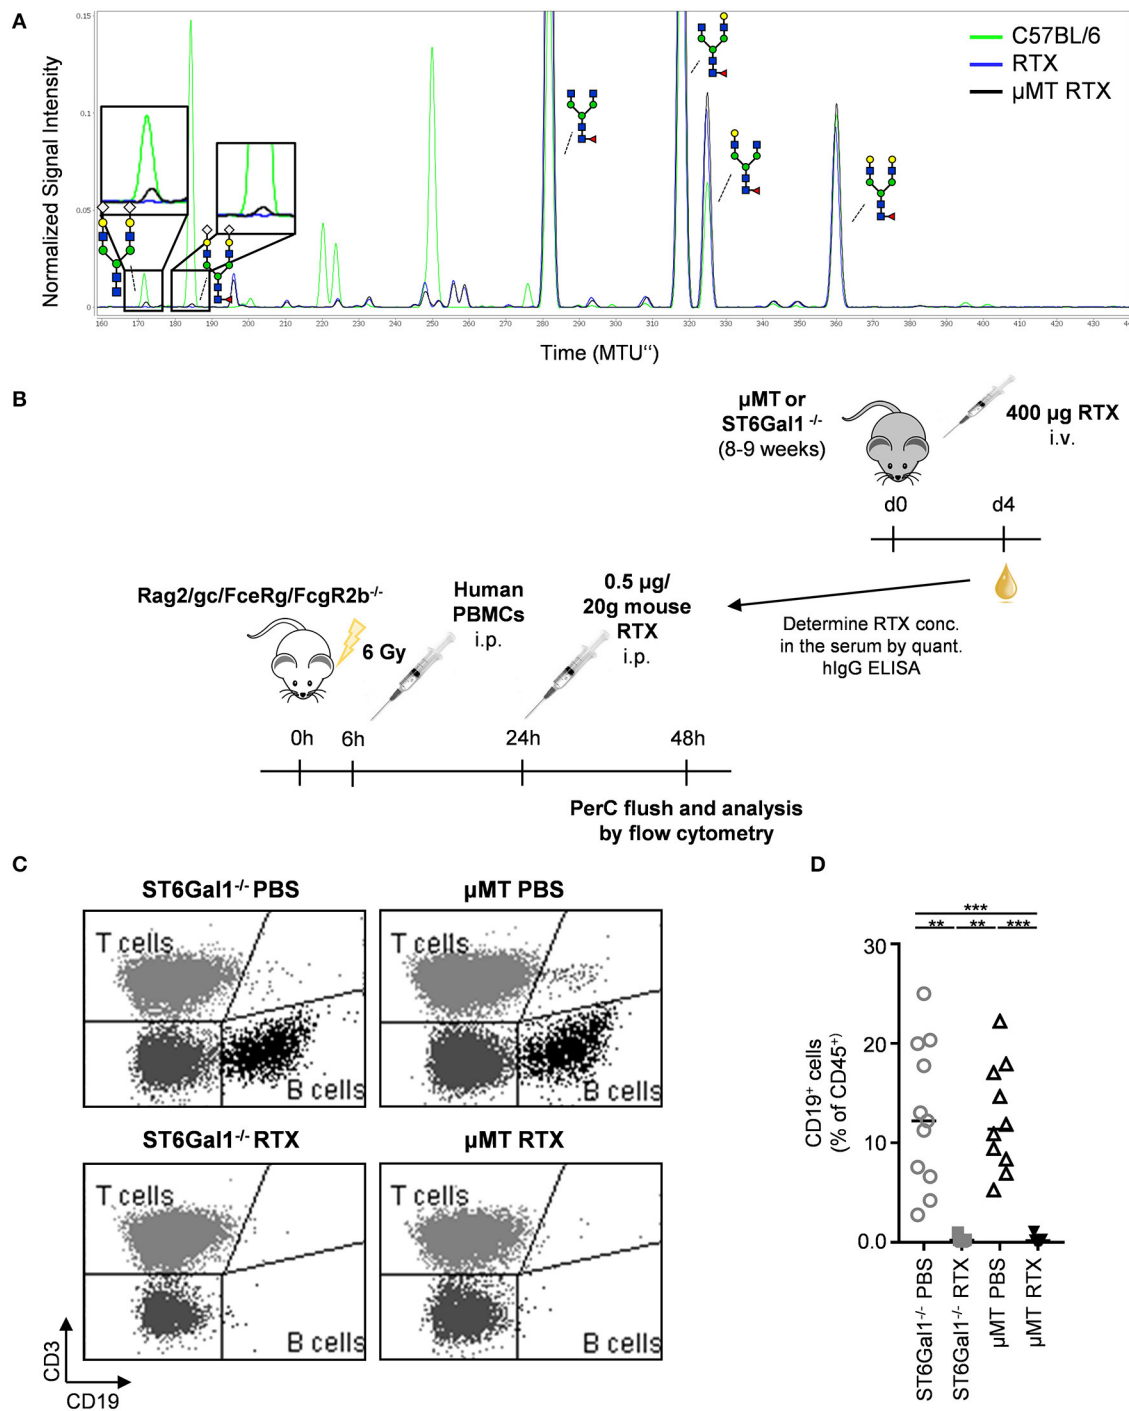 A
Normalized Signal Intensity
0.15
0.1
0.05
0
C57BL/6
RTX
µMT RTX
160 170 180 190 200 210 220 230 240 250 260 270 280 290 300 310 320 330 340 350 360 370 380 390 400 410 420 430 44
Time (MTU“)
B
µMT or
ST6Gal1 -/-
(8-9 weeks)
400 µg RTX
i.v.
d0 d4
Determine RTX conc.
in the serum by quant.
hIgG ELISA
Rag2/gc/FceRg/FcgR2b-/-
6 Gy
Human
PBMCs
i.p.
0.5 µg/
20g mouse
RTX
i.p.
0h 6h 24h 48h
PerC flush and analysis
by flow cytometry
C
ST6Gal1-/- PBS
T cells
B cells
µMT PBS
T cells
B cells
ST6Gal1-/- RTX
T cells
B cells
µMT RTX
T cells
B cells
CD3
CD19
D
***
** ** ***
CD19+ cells
(% of CD45+)
30
20
10
0.0
ST6Gal1-/- PBS
ST6Gal1-/- RTX
µMT PBS
µMT RTX